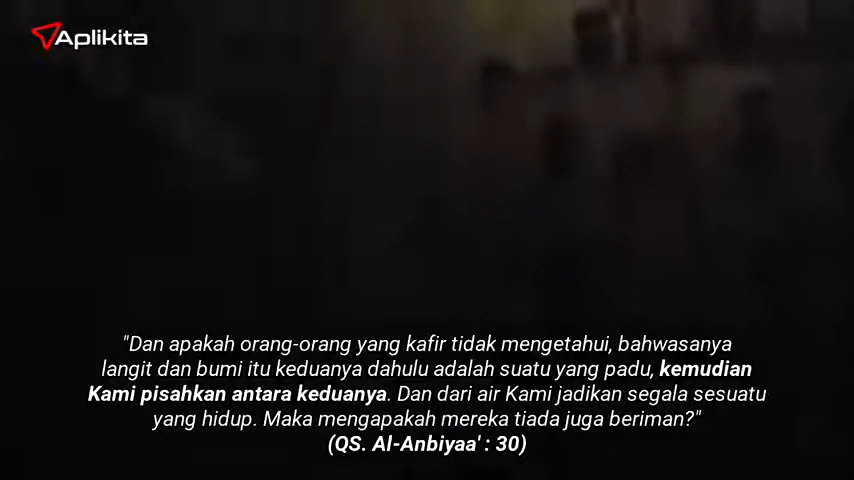 Aplikita
"Dan apakah orang-orang yang kafir tidak mengetahui, bahwasanya
langit dan bumi itu keduanya dahulu adalah suatu yang padu, kemudian
Kami pisahkan antara keduanya. Dan dari air Kami jadikan segala sesuatu
yang hidup. Maka mengapakah mereka tiada juga beriman?"
(QS. Al-Anbiyaa' : 30)